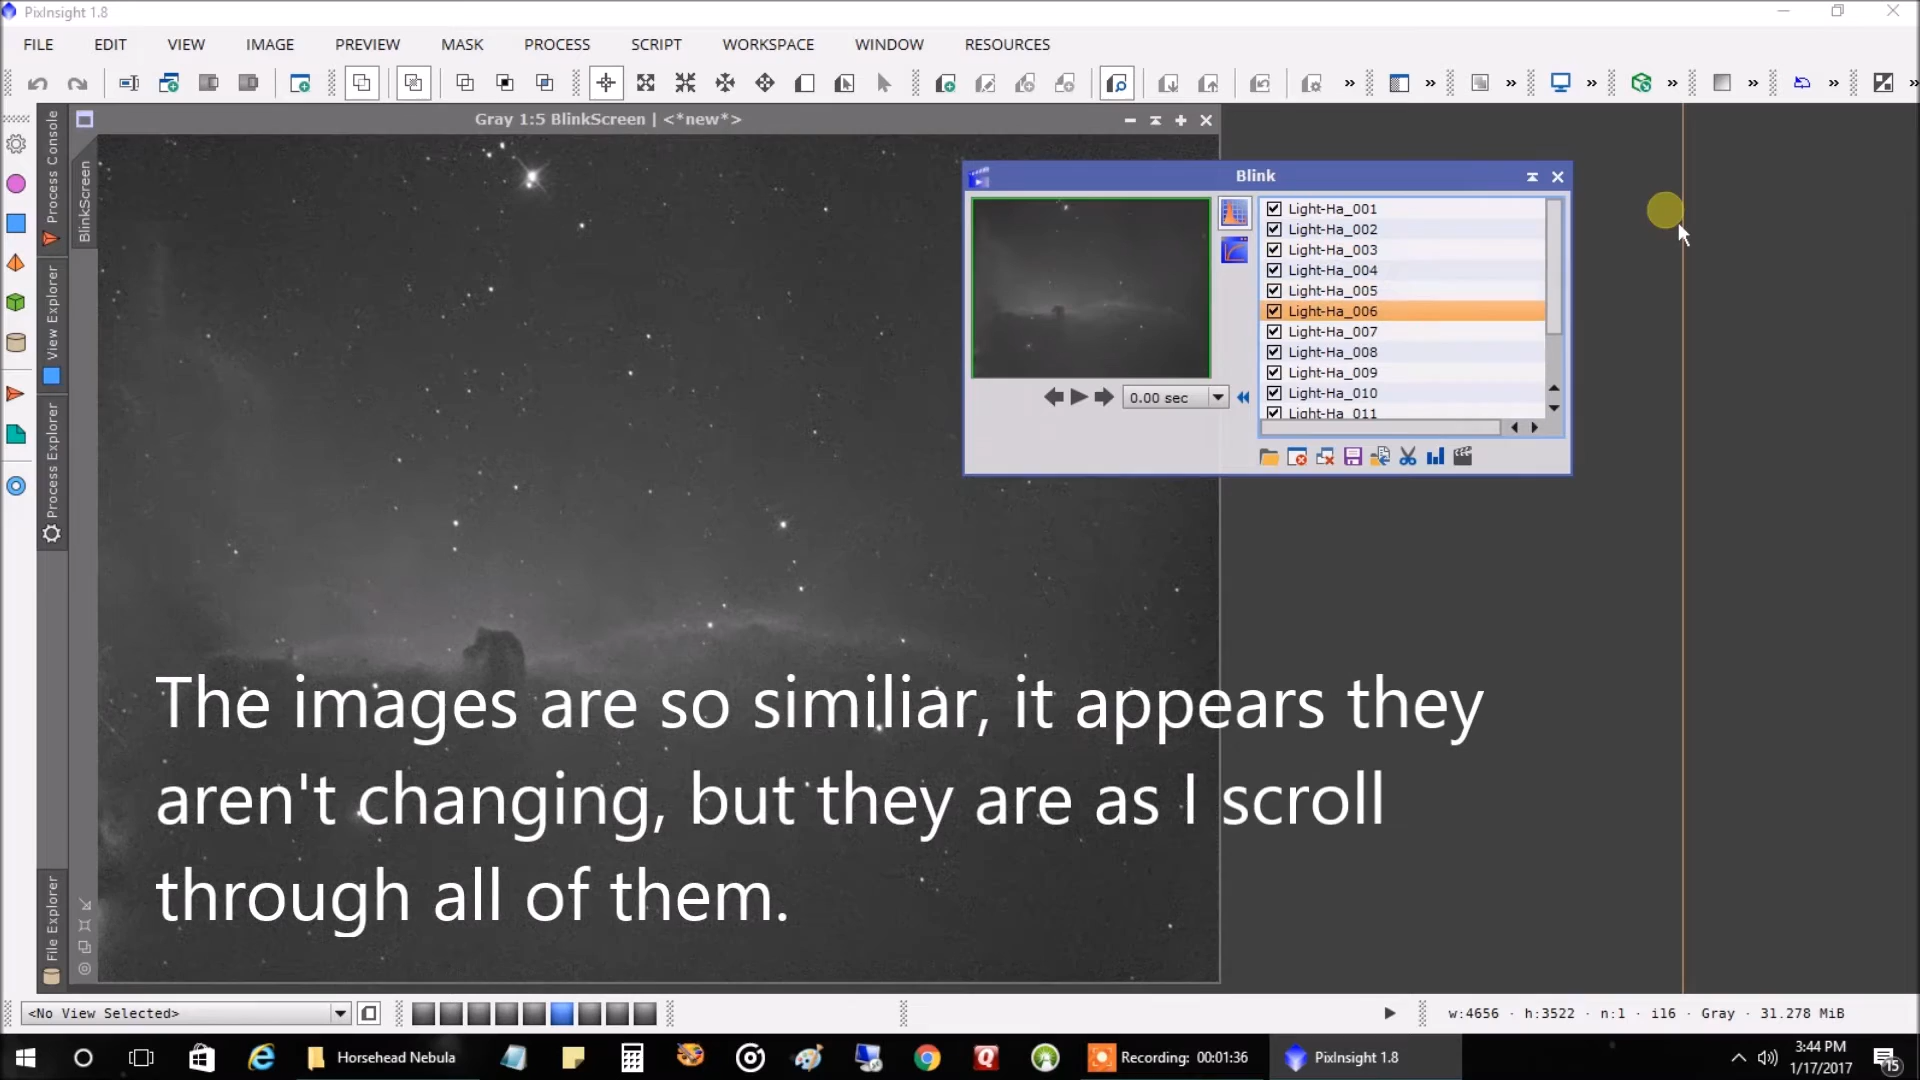 PixInsight 1.8
FILE EDIT VIEW IMAGE PREVIEW MASK PROCESS SCRIPT WORKSPACE WINDOW RESOURCES
Gray 1:5 BlinkScreen | <*new*>
Process Console
View Explorer
Process Explorer
File Explorer
BlinkScreen
Blink
Light-Ha_001
Light-Ha_002
Light-Ha_003
Light-Ha_004
Light-Ha_005
Light-Ha_006
Light-Ha_007
Light-Ha_008
Light-Ha_009
Light-Ha_010
Light-Ha_011
0.00 sec
The images are so similiar, it appears they
aren't changing, but they are as I scroll
through all of them.
<No View Selected>
w:4656 · h:3522 · n:1 · i16 · Gray · 31.278 MiB
Horsehead Nebula
Recording: 00:01:36
PixInsight 1.8
3:44 PM
1/17/2017
15